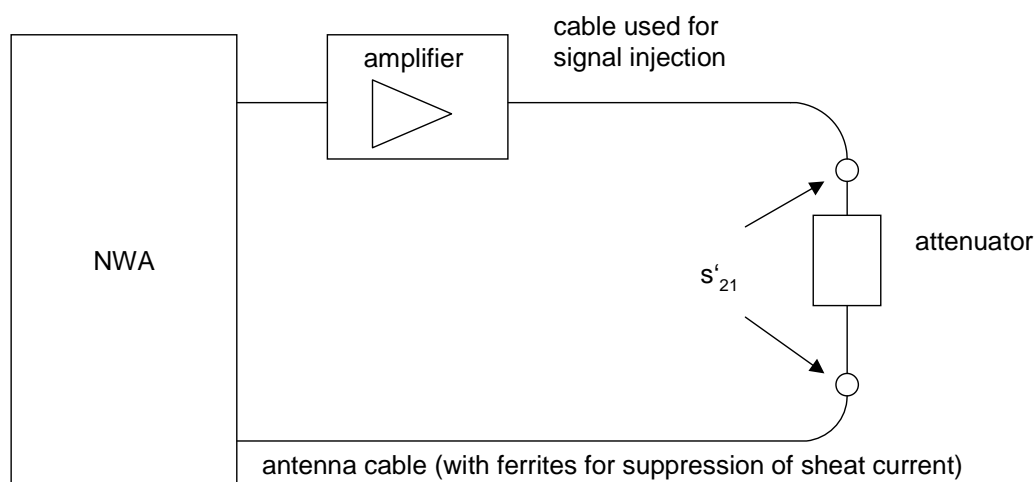 cable used for
signal injection
amplifier
NWA
attenuator
s‘21
antenna cable (with ferrites for suppression of sheat current)